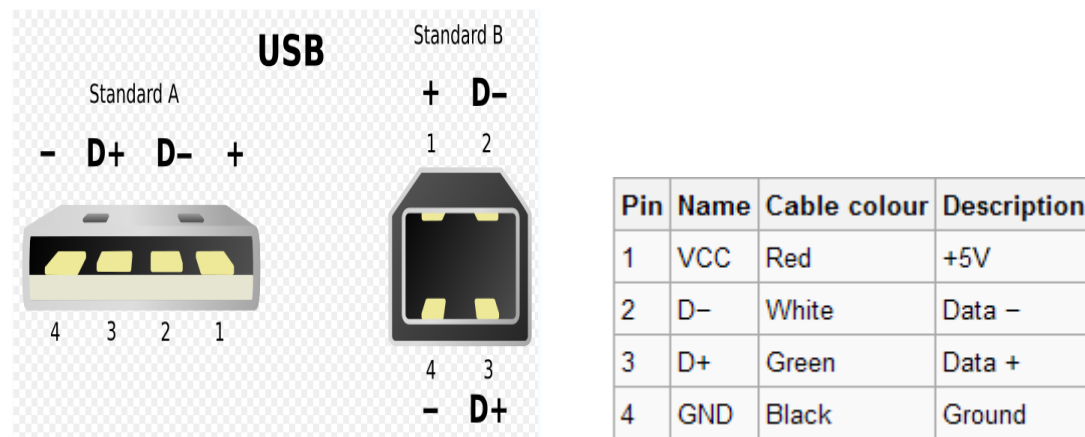 USB
Standard A
− D+ D− +
4 3 2 1
Standard B
+ D−
1 2
4 3
− D+
Pin Name Cable colour Description
1 VCC Red +5V
2 D− White Data −
3 D+ Green Data +
4 GND Black Ground